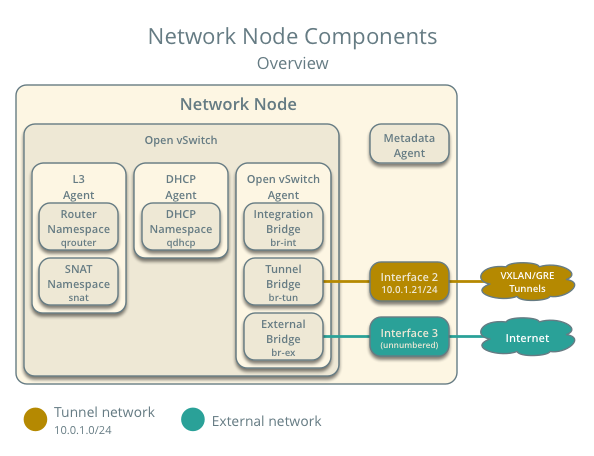 Network Node Components
Overview
Network Node
Open vSwitch
Metadata
Agent
L3
Agent
Router
Namespace
qrouter
SNAT
Namespace
snat
DHCP
Agent
DHCP
Namespace
qdhcp
Open vSwitch
Agent
Integration
Bridge
br-int
Tunnel
Bridge
br-tun
External
Bridge
br-ex
Interface 2
10.0.1.21/24
VXLAN/GRE
Tunnels
Interface 3
(unnumbered)
Internet
Tunnel network
10.0.1.0/24
External network